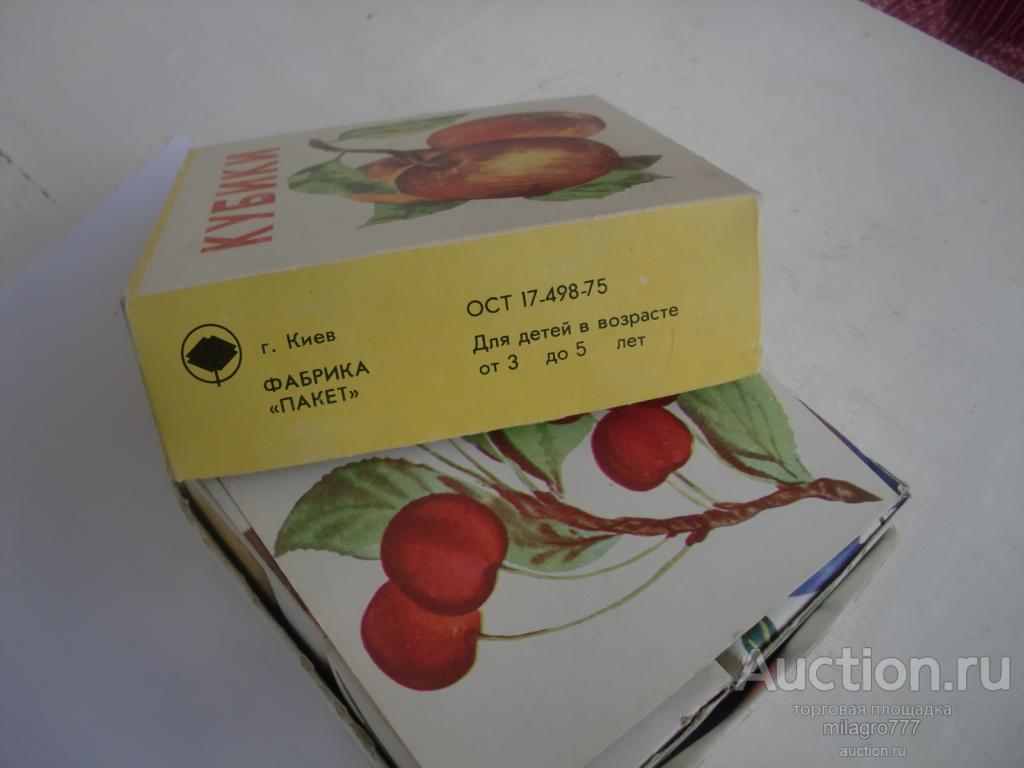 КУБИКИ
г. Киев
ФАБРИКА
«ПАКЕТ»
ОСТ 17-498-75
Для детей в возрасте
от 3 до 5 лет
Auction.ru
торговая площадка
milagro777
auction.ru